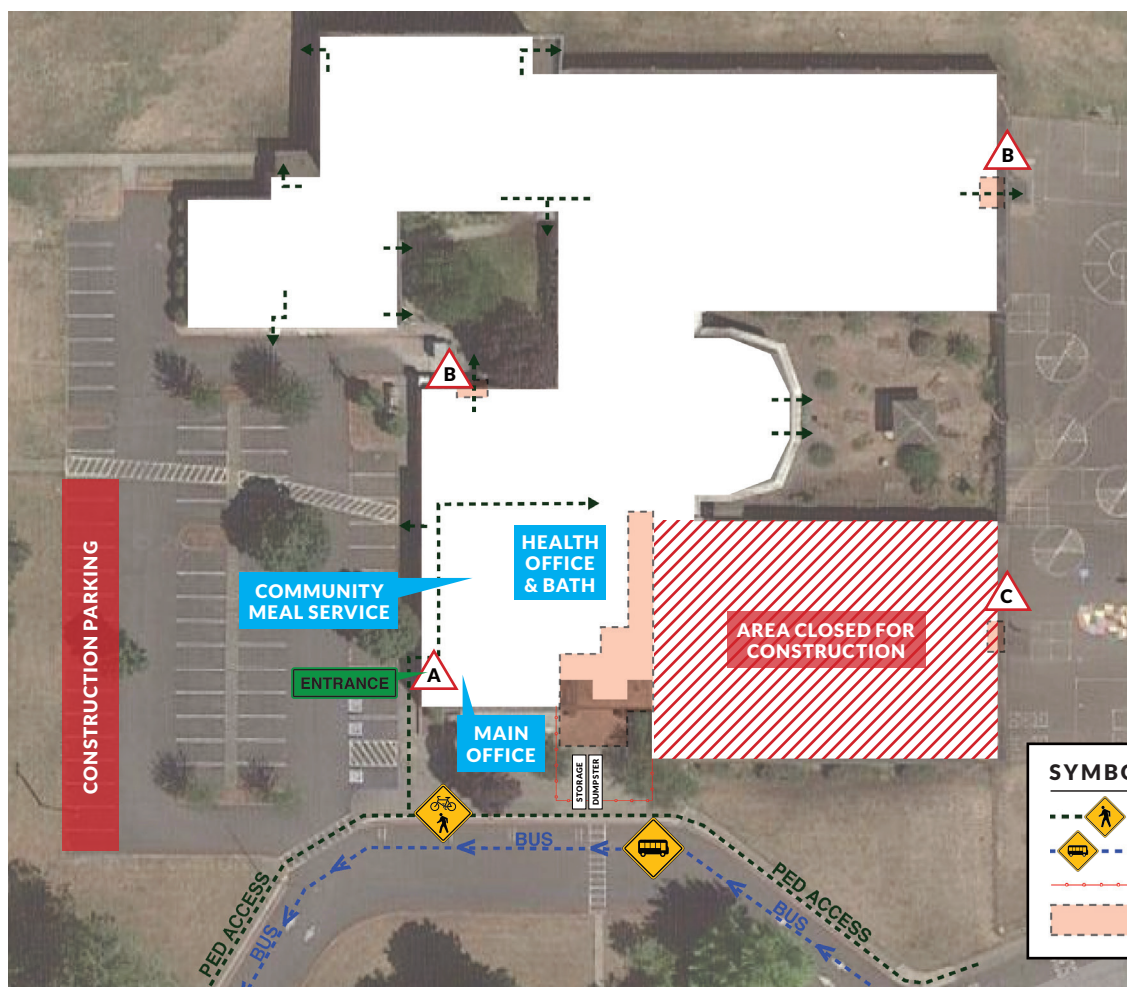 B
B
HEALTH
OFFICE
& BATH
COMMUNITY
MEAL SERVICE
CONSTRUCTION PARKING
C
AREA CLOSED FOR
CONSTRUCTION
A
ENTRANCE
MAIN
OFFICE
STORAGE
DUMPSTER
SYMBO
BUS
PED ACCESS
PED ACCESS
BUS
BUS